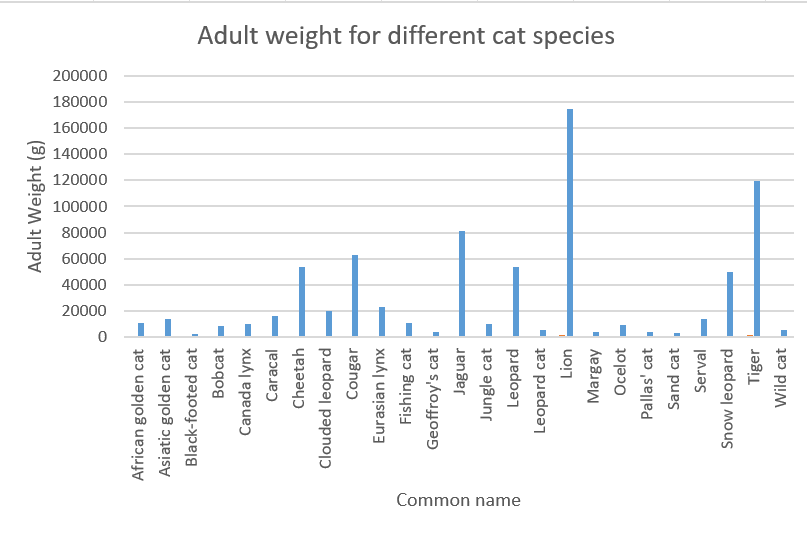 Adult weight for different cat species
Adult Weight (g)
200000
180000
160000
140000
120000
100000
80000
60000
40000
20000
0
African golden cat
Asiatic golden cat
Black-footed cat
Bobcat
Canada lynx
Caracal
Cheetah
Clouded leopard
Cougar
Eurasian lynx
Fishing cat
Geoffroy's cat
Jaguar
Jungle cat
Leopard
Leopard cat
Lion
Margay
Ocelot
Pallas' cat
Sand cat
Serval
Snow leopard
Tiger
Wild cat
Common name